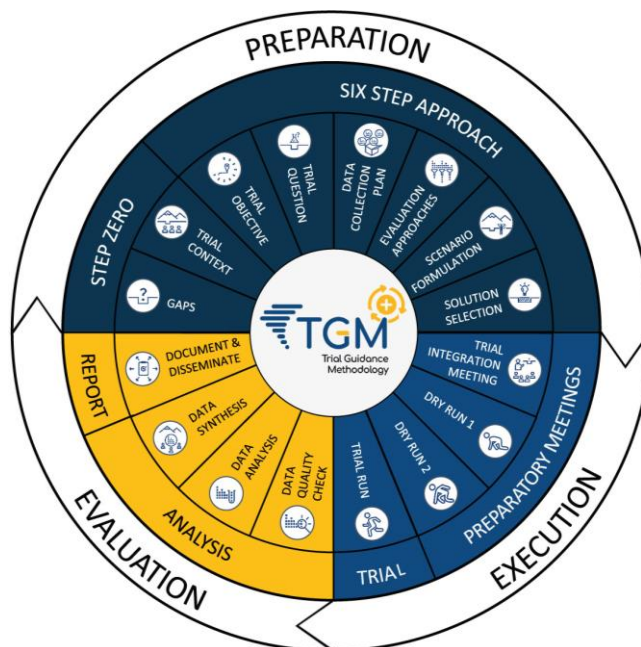 PREPARATION
SIX STEP APPROACH
STEP ZERO
GAPS
TRIAL
CONTEXT
TRIAL
OBJECTIVE
TRIAL
QUESTION
DATA
COLLECTION
PLAN
EVALUATION
APPROACHES
SCENARIO
FORMULATION
SOLUTION
SELECTION
EXECUTION
PREPARATORY MEETINGS
TRIAL
INTEGRATION
MEETING
DRY RUN 1
DRY RUN 2
TRIAL
TRIAL RUN
EVALUATION
ANALYSIS
DATA
QUALITY
CHECK
DATA
ANALYSIS
DATA
SYNTHESIS
REPORT
DOCUMENT &
DISSEMINATE
TGM
Trial Guidance
Methodology